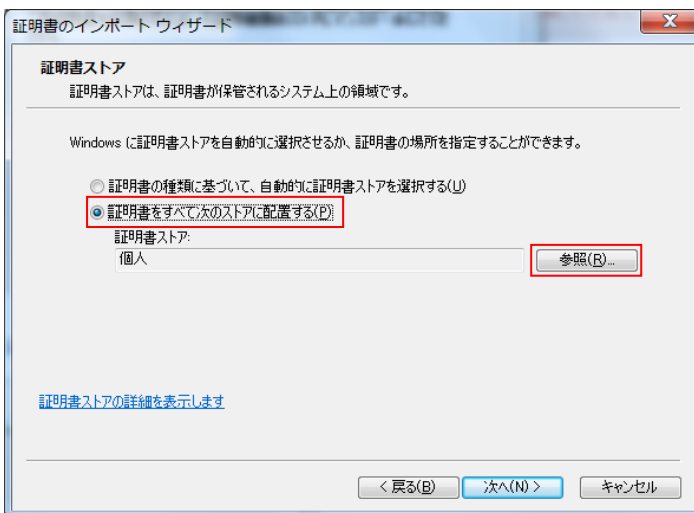 証明書のインポート ウィザード
証明書ストア
証明書ストアは、証明書が保管されるシステム上の領域です。
Windows に証明書ストアを自動的に選択させるか、証明書の場所を指定することができます。
証明書の種類に基づいて、自動的に証明書ストアを選択する(U)
証明書をすべて次のストアに配置する(P)
証明書ストア:
個人
参照(R)...
証明書ストアの詳細を表示します
< 戻る(B)
次へ(N) >
キャンセル